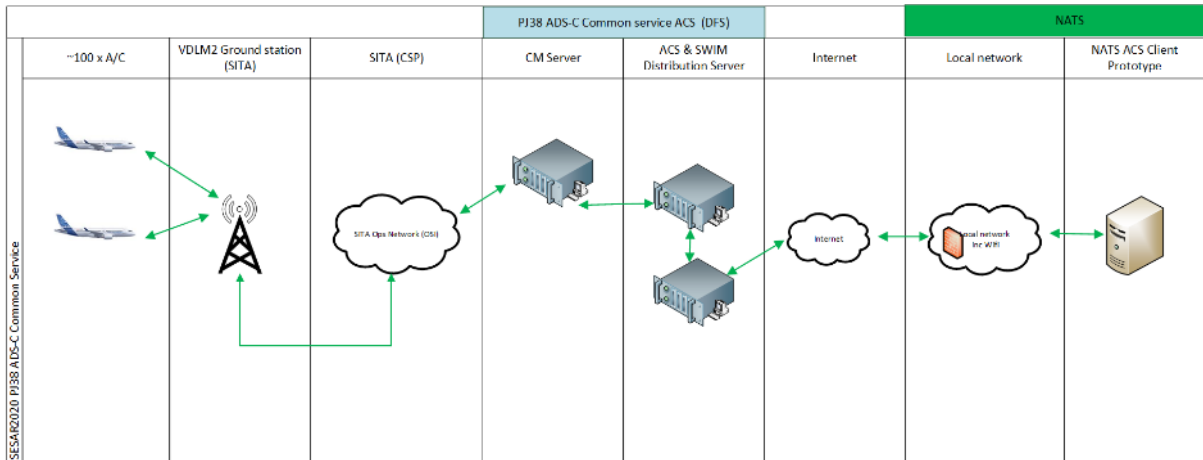 PJ38 ADS-C Common service ACS (DFS)
NATS
~100 x A/C
VDLM2 Ground station
(SITA)
SITA (CSP)
CM Server
ACS & SWIM
Distribution Server
Internet
Local network
NATS ACS Client
Prototype
SITA Ops Network (OSI)
Internet
Local network
Inc WIFI
SESAR2020 PJ38 ADS-C Common Service